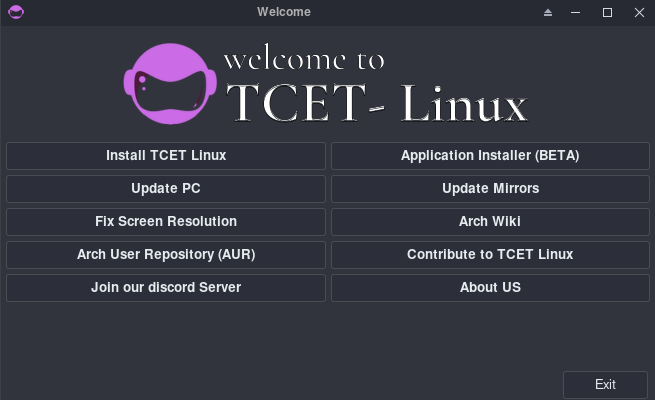 Welcome
welcome to
TCET- Linux
Install TCET Linux
Application Installer (BETA)
Update PC
Update Mirrors
Fix Screen Resolution
Arch Wiki
Arch User Repository (AUR)
Contribute to TCET Linux
Join our discord Server
About US
Exit